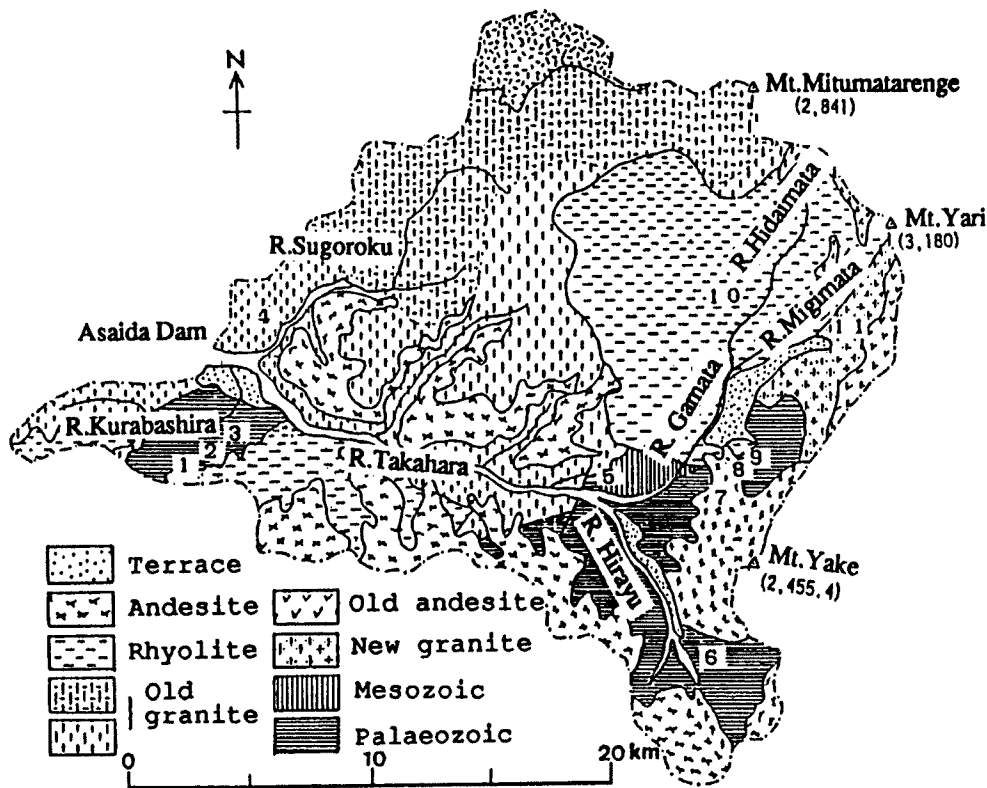 N
Mt.Mitumatarenge
(2,841)
R.Hidaimata
Mt.Yari
(3,180)
R.Sugoroku
9
4
10
R.Migimata
11
Asaida Dam
R. Gamata
R.Kurabashira
3
2
1
R.Takahara
5
8
9
7
R. Hirayu
Mt.Yake
(2,455.4)
6
Terrace
Andesite
Old andesite
Rhyolite
New granite
Old
granite
Mesozoic
Palaeozoic
0
10
20 km